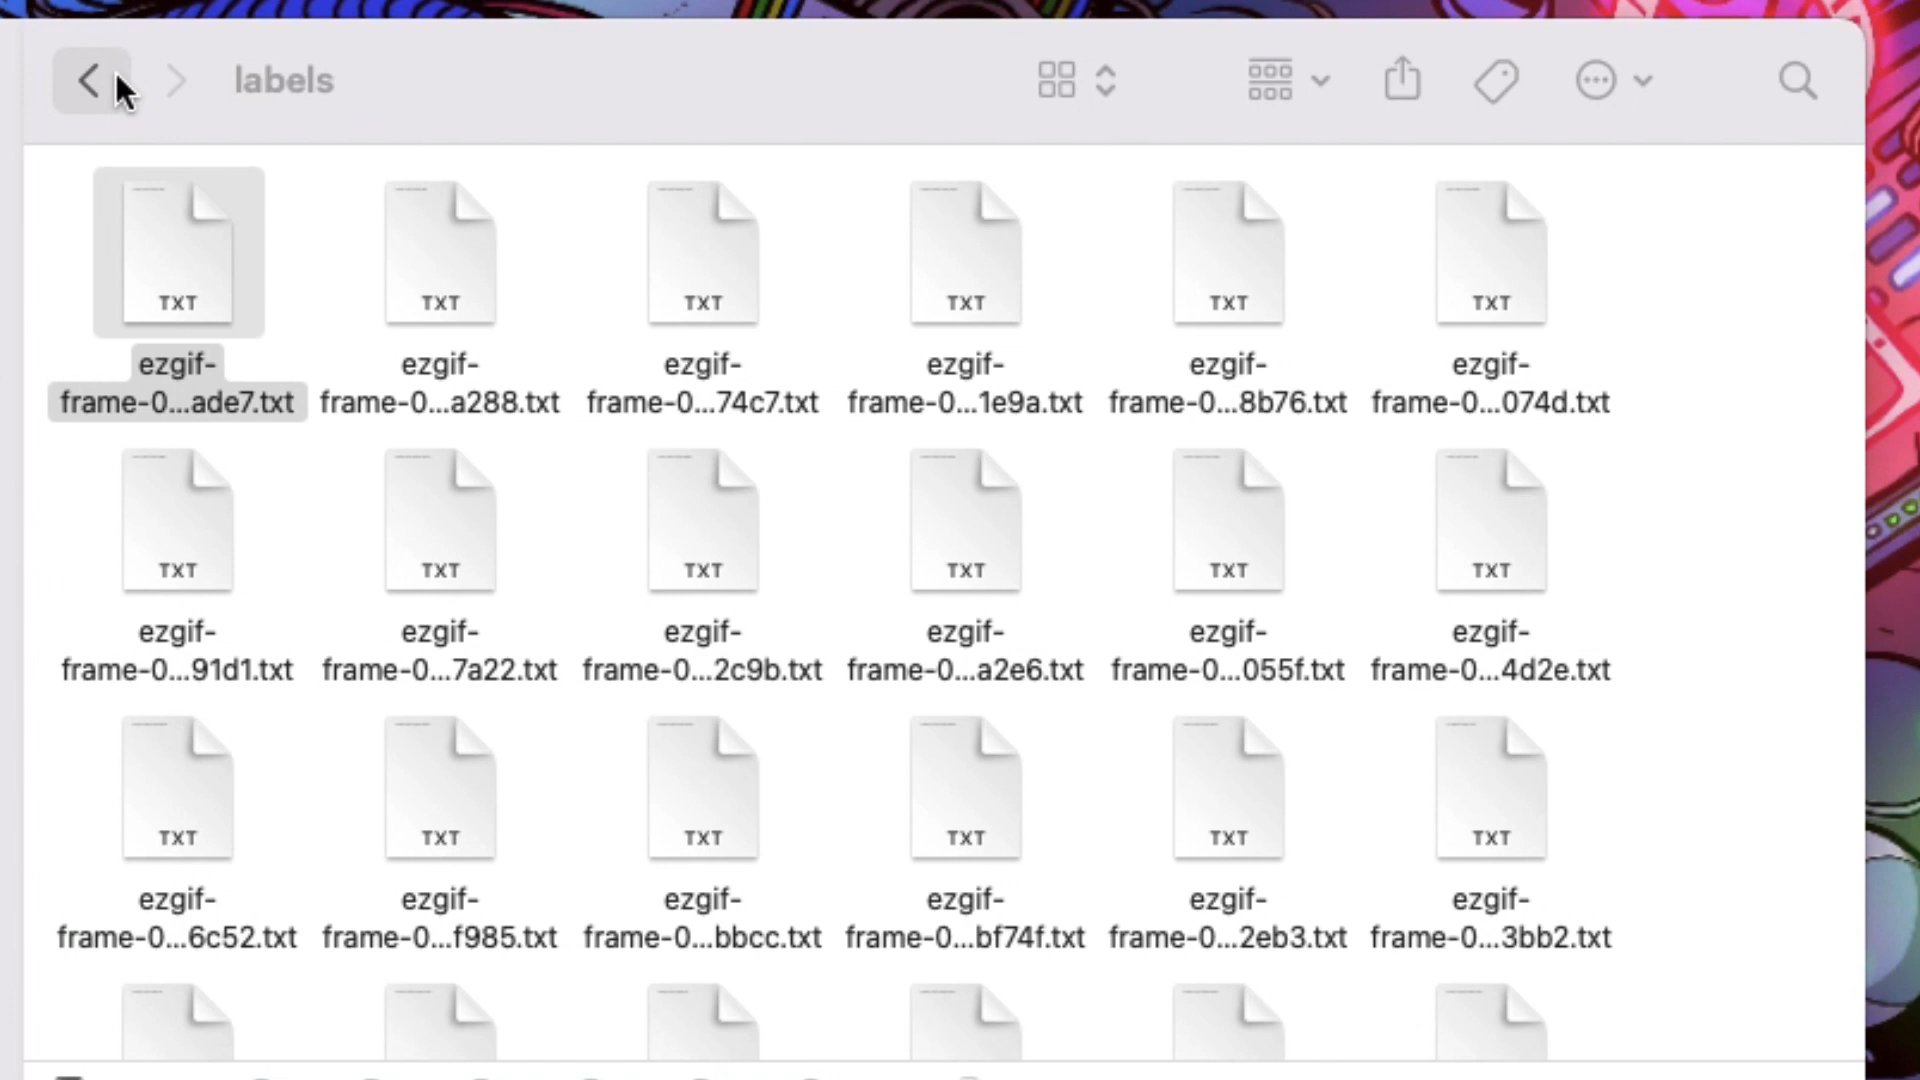 labels
TXT TXT TXT TXT TXT TXT
ezgif- ezgif- ezgif- ezgif- ezgif- ezgif-
frame-0...ade7.txt frame-0...a288.txt frame-0...74c7.txt frame-0...1e9a.txt frame-0...8b76.txt frame-0...074d.txt
TXT TXT TXT TXT TXT TXT
ezgif- ezgif- ezgif- ezgif- ezgif- ezgif-
frame-0...91d1.txt frame-0...7a22.txt frame-0...2c9b.txt frame-0...a2e6.txt frame-0...055f.txt frame-0...4d2e.txt
TXT TXT TXT TXT TXT TXT
ezgif- ezgif- ezgif- ezgif- ezgif- ezgif-
frame-0...6c52.txt frame-0...f985.txt frame-0...bbcc.txt frame-0...bf74f.txt frame-0...2eb3.txt frame-0...3bb2.txt